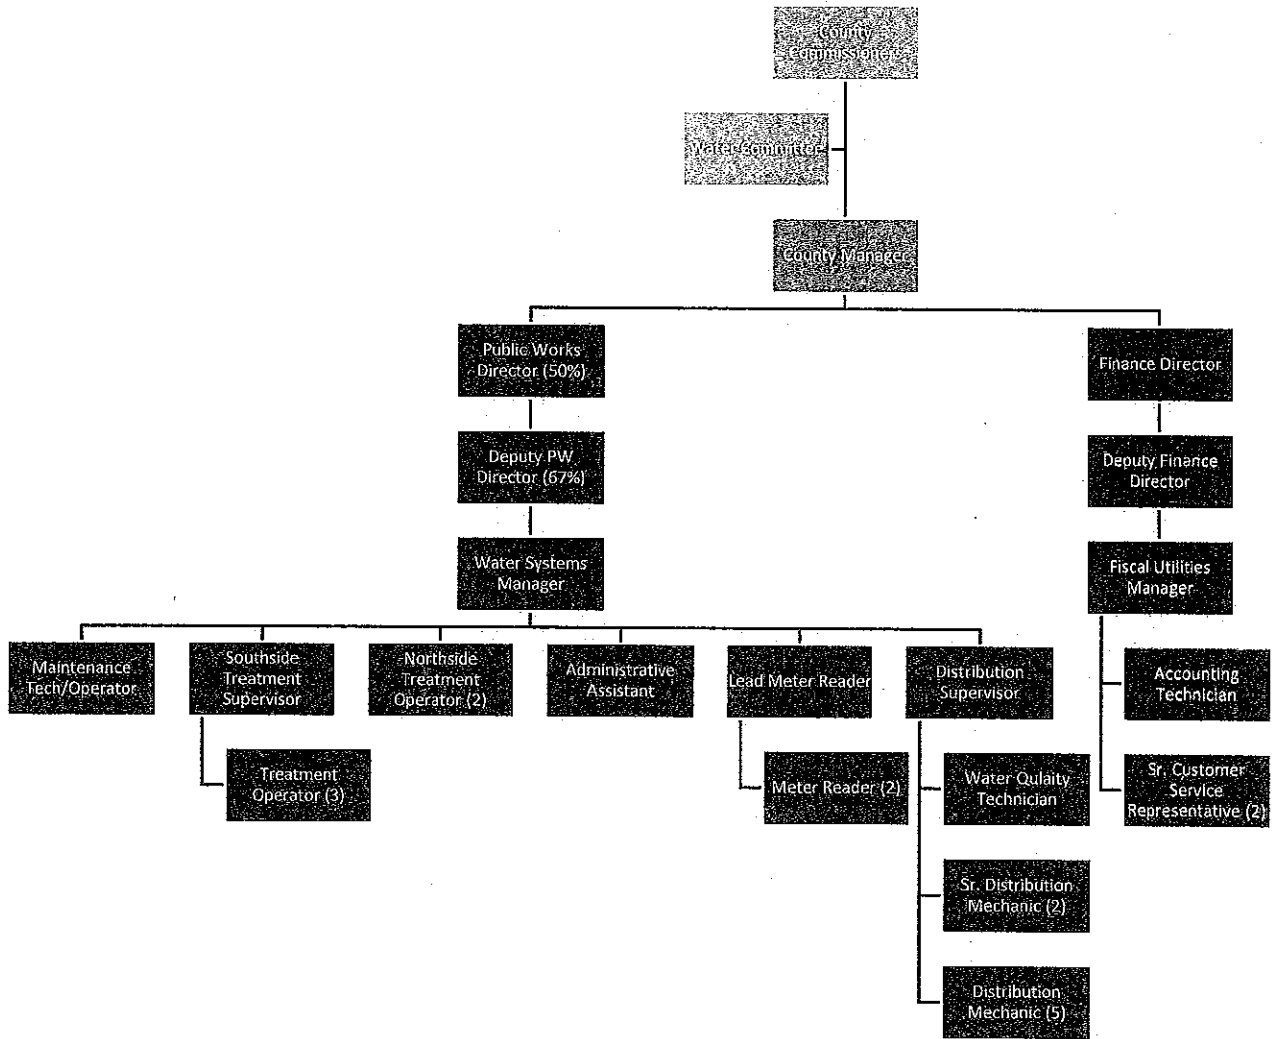 County
Commissioners
Water Committee
County Manager
Public Works
Director (50%)
Finance Director
Deputy PW
Director (67%)
Deputy Finance
Director
Water Systems
Manager
Fiscal Utilities
Manager
Maintenance
Tech/Operator
Southside
Treatment
Supervisor
Northside
Treatment
Operator (2)
Administrative
Assistant
Lead Meter Reader
Distribution
Supervisor
Accounting
Technician
Treatment
Operator (3)
Meter Reader (2)
Water Qulaity
Technician
Sr. Customer
Service
Representative (2)
Sr. Distribution
Mechanic (2)
Distribution
Mechanic (5)